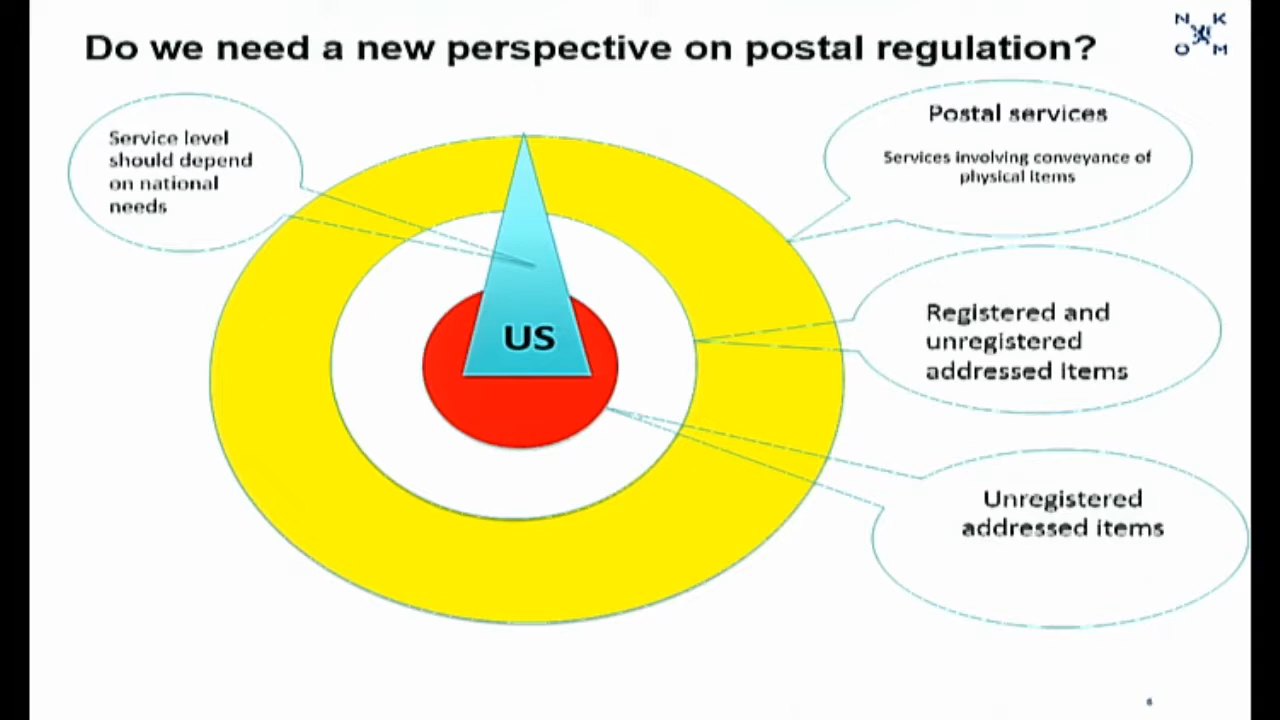 Do we need a new perspective on postal regulation?
N K
O M
Service level
should depend
on national
needs
Postal services
Services involving conveyance of
physical items
US
Registered and
unregistered
addressed items
Unregistered
addressed items